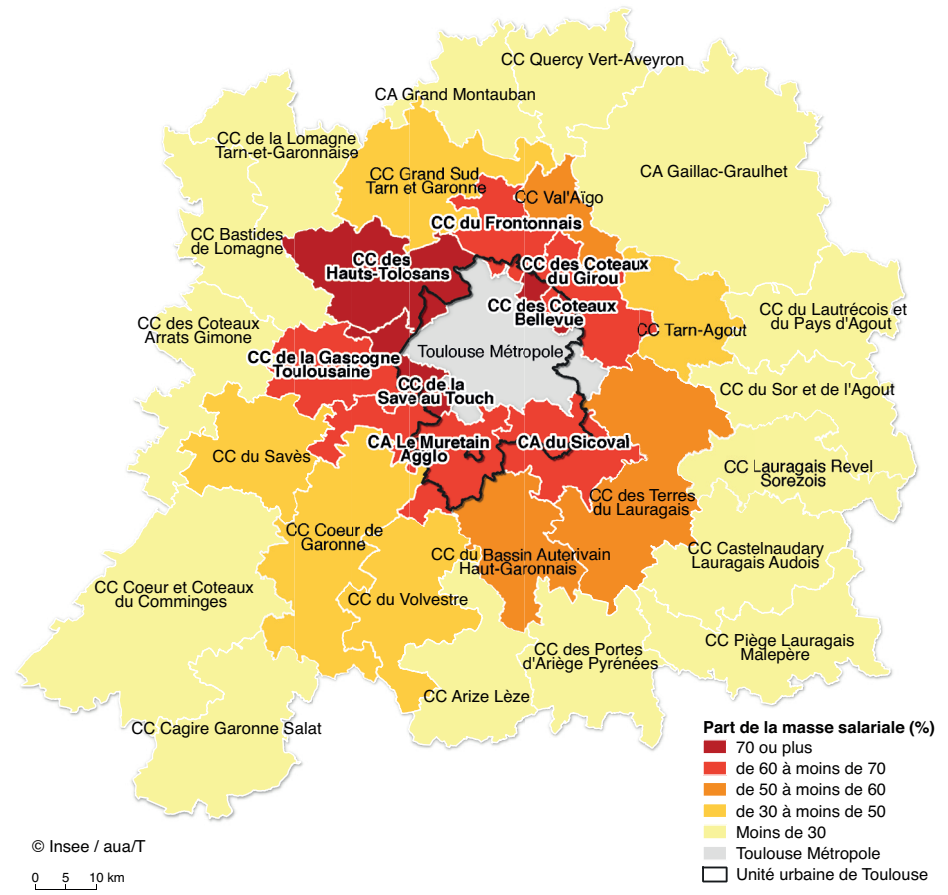 CC Quercy Vert-Aveyron
CA Grand Montauban
CC de la Lomagne
Tarn-et-Garonnaise
CA Gaillac-Graulhet
CC Grand Sud
Tarn et Garonne
CC Val'Aïgo
CC du Frontonnais
CC Bastides
de Lomagne
CC des
Hauts-Tolosans
CC des Coteaux
du Girou
CC des Coteaux
Bellevue
CC du Lautrécois et
du Pays d'Agout
CC des Coteaux
Arrats Gimone
CC Tarn-Agout
CC de la Gascogne
Toulousaine
Toulouse Métropole
CC de la
Save au Touch
CC du Sor et de l'Agout
CA Le Muretain
Agglo
CA du Sicoval
CC du Savès
CC Lauragais Revel
Sorezois
CC des Terres
du Lauragais
CC Coeur de
Garonne
CC du Bassin Auterivain
Haut-Garonnais
CC Castelnaudary
Lauragais Audois
CC Coeur et Coteaux
du Comminges
CC du Volvestre
CC Piège Lauragais
Malepère
CC des Portes
d'Ariège Pyrénées
CC Arize Lèze
CC Cagire Garonne Salat
Part de la masse salariale (%)
70 ou plus
de 60 à moins de 70
de 50 à moins de 60
de 30 à moins de 50
Moins de 30
Toulouse Métropole
Unité urbaine de Toulouse
© Insee / aua/T
0 5 10 km